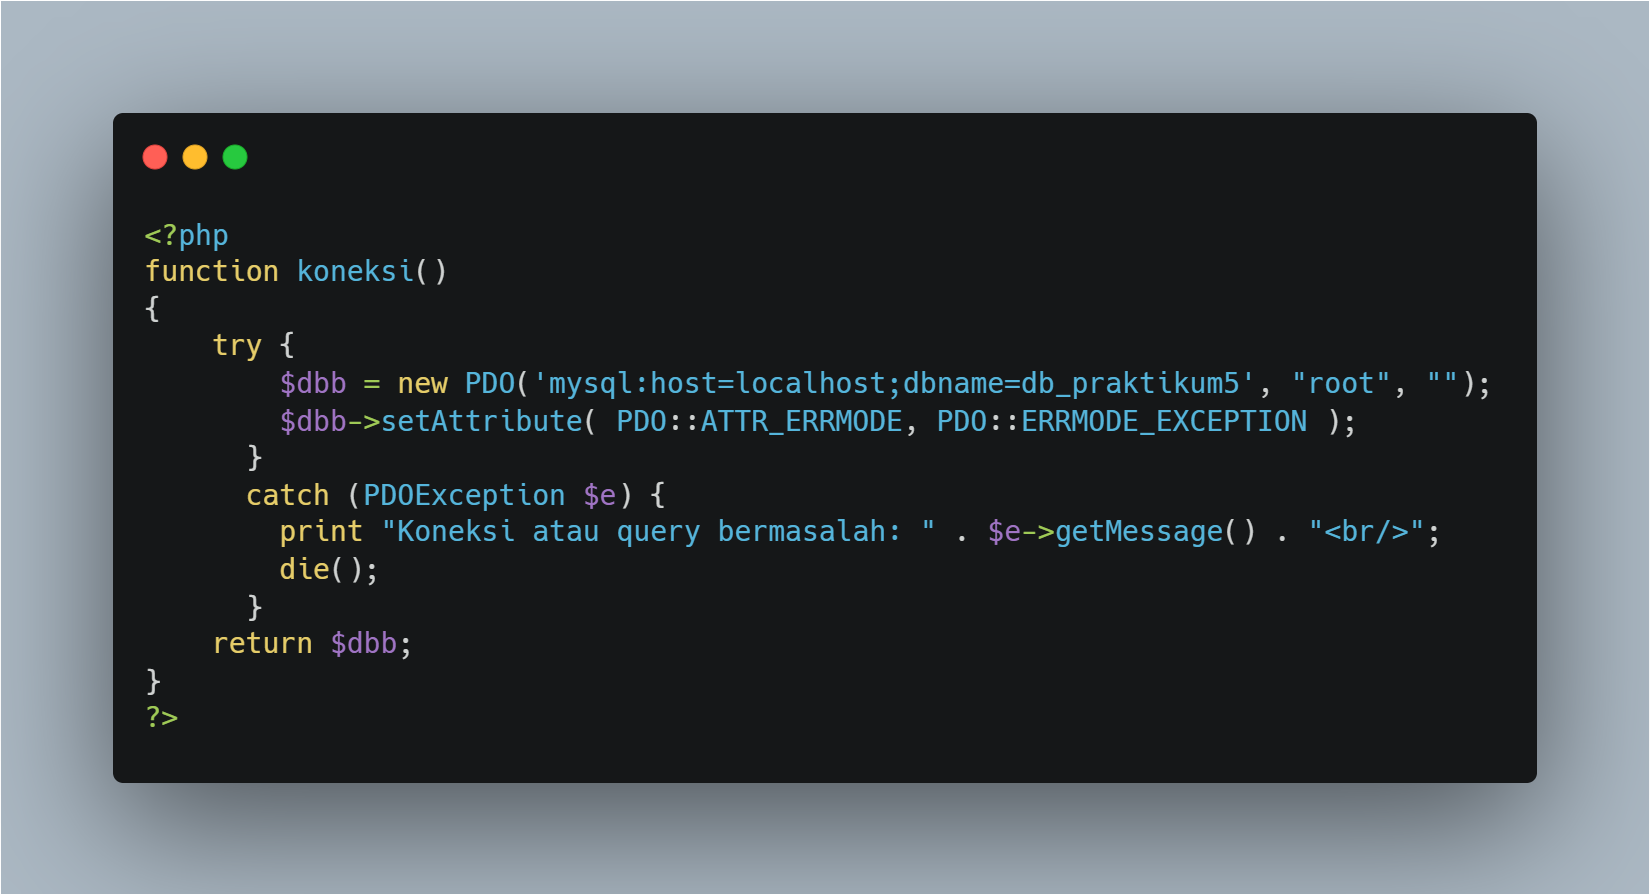 <?php
function koneksi()
{
    try {
        $dbb = new PDO('mysql:host=localhost;dbname=db_praktikum5', "root", "");
        $dbb->setAttribute( PDO::ATTR_ERRMODE, PDO::ERRMODE_EXCEPTION );
      }
      catch (PDOException $e) {
        print "Koneksi atau query bermasalah: " . $e->getMessage() . "<br/>";
        die();
      }
    return $dbb;
}
?>